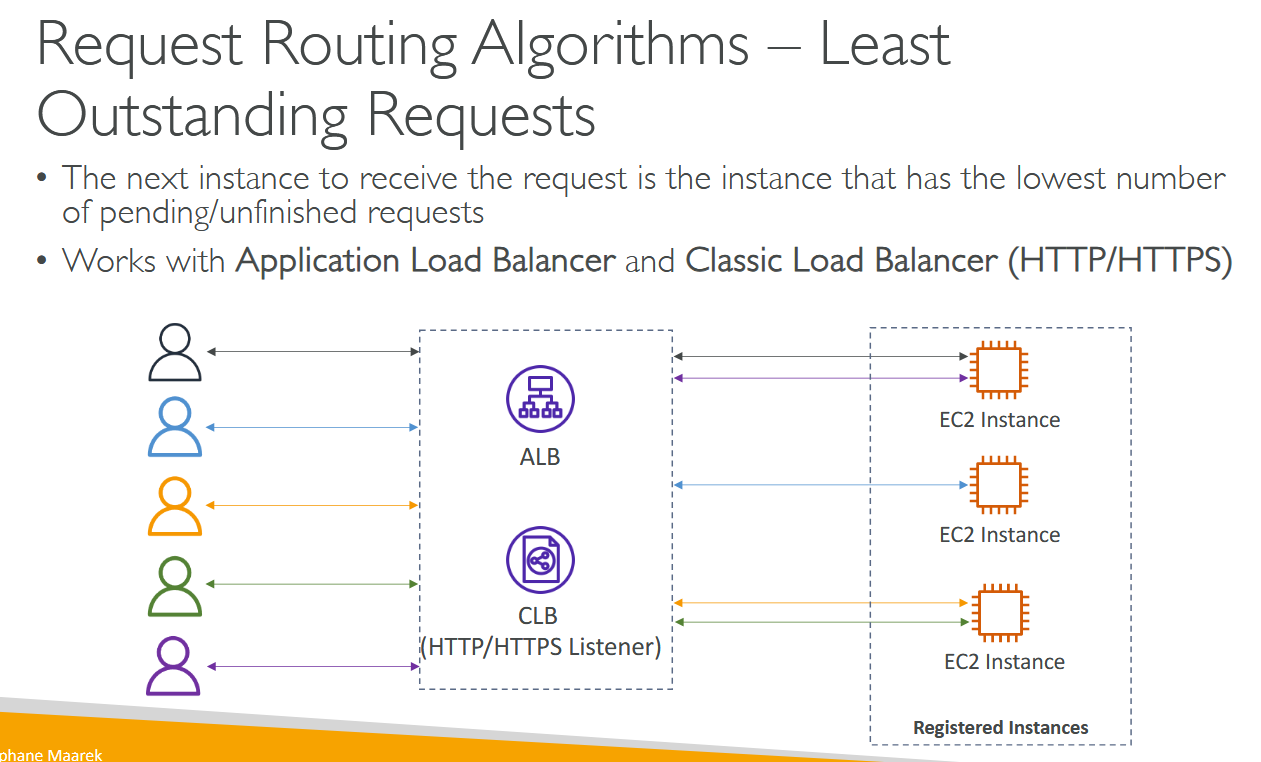 Request Routing Algorithms – Least
Outstanding Requests
• The next instance to receive the request is the instance that has the lowest number
of pending/unfinished requests
• Works with Application Load Balancer and Classic Load Balancer (HTTP/HTTPS)
ALB
CLB
(HTTP/HTTPS Listener)
EC2 Instance
EC2 Instance
EC2 Instance
Registered Instances
phane Maarek